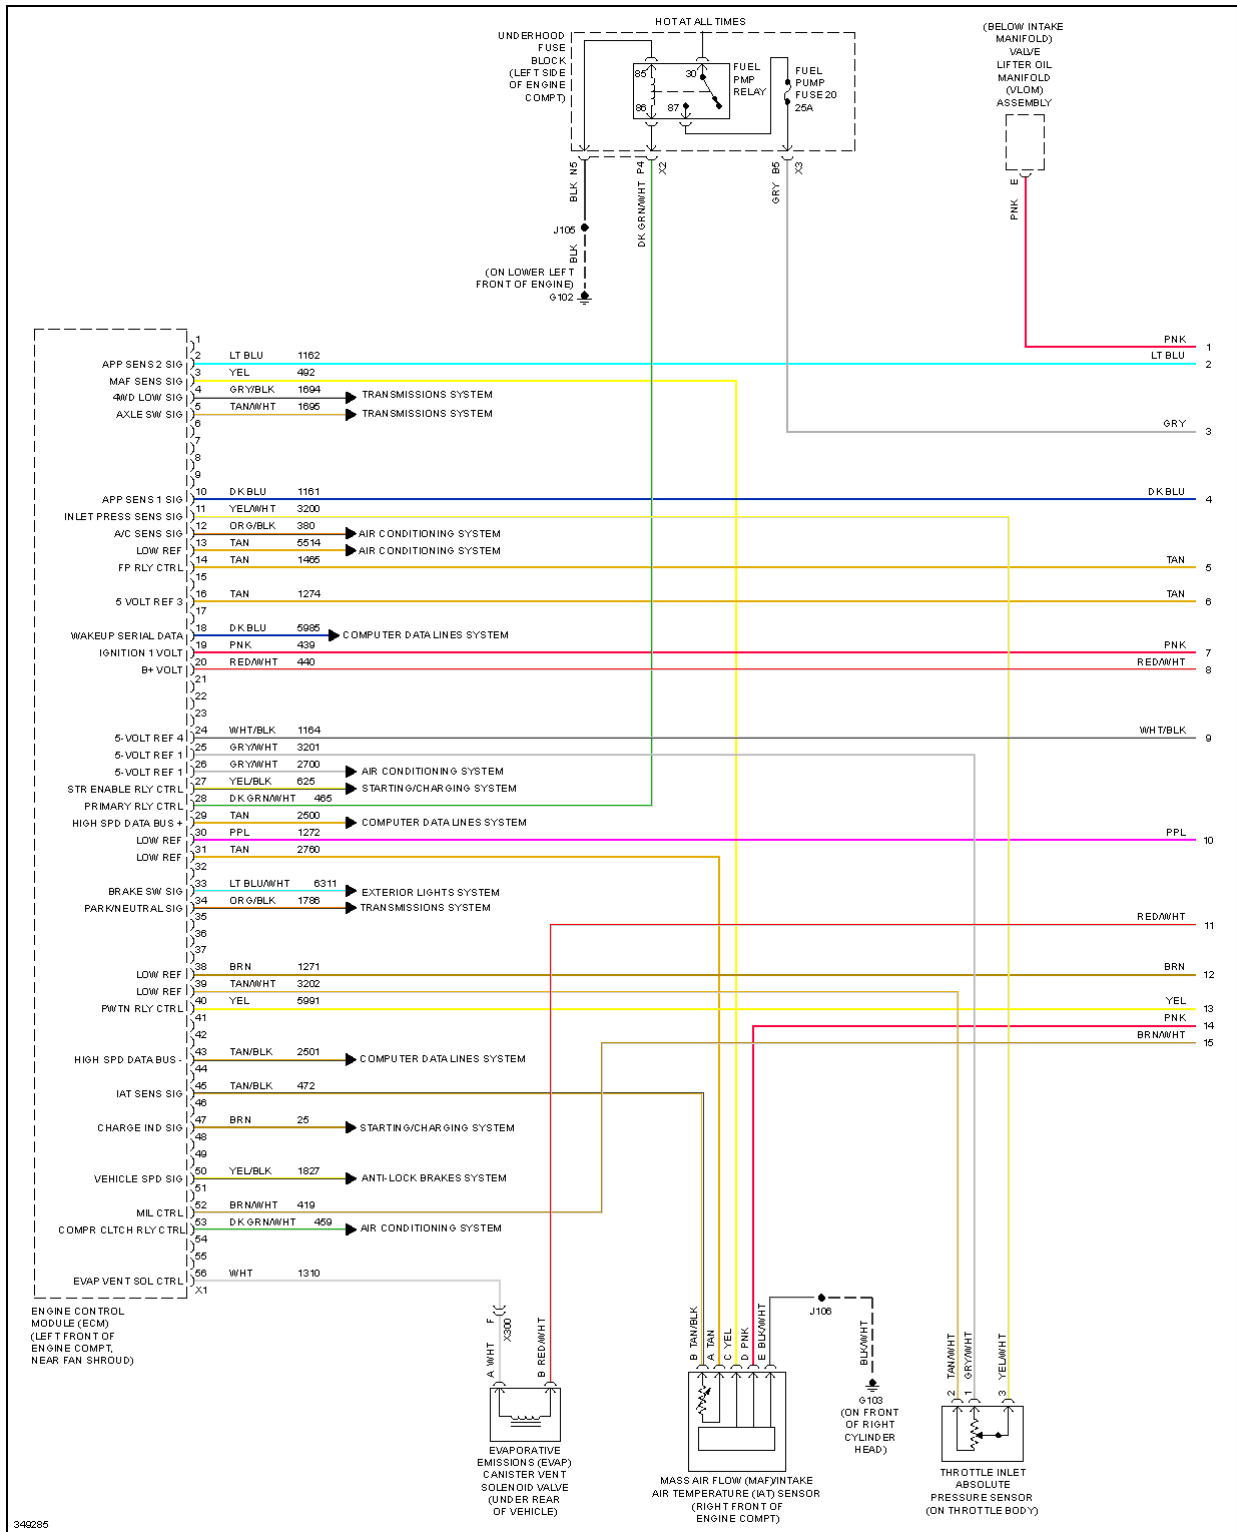 HOT AT ALL TIMES
UNDERHOOD
FUSE
BLOCK
(LEFT SIDE
OF ENGINE
COMPT)
85
30
86
87
FUEL
PMP
RELAY
FUEL
PUMP
FUSE 20
25A
(BELOW INTAKE
MANIFOLD)
VALVE
LIFTER OIL
MANIFOLD
(VLOM)
ASSEMBLY
BLK N5
DK GRN/WHT P4
X2
GRY B5
X3
PNK E
J105
BLK
(ON LOWER LEFT
FRONT OF ENGINE)
G102
1
PNK 1
APP SENS 2 SIG 2 LT BLU 1162 LT BLU 2
MAF SENS SIG 3 YEL 492
4WD LOW SIG 4 GRY/BLK 1694 TRANSMISSIONS SYSTEM
AXLE SW SIG 5 TAN/WHT 1695 TRANSMISSIONS SYSTEM
6
GRY 3
7
8
9
APP SENS 1 SIG 10 DK BLU 1161 DK BLU 4
INLET PRESS SENS SIG 11 YEL/WHT 3200
A/C SENS SIG 12 ORG/BLK 380 AIR CONDITIONING SYSTEM
LOW REF 13 TAN 5514 AIR CONDITIONING SYSTEM
FP RLY CTRL 14 TAN 1465 TAN 5
15
5 VOLT REF 3 16 TAN 1274 TAN 6
17
WAKEUP SERIAL DATA 18 DK BLU 5985 COMPUTER DATA LINES SYSTEM
IGNITION 1 VOLT 19 PNK 439 PNK 7
B+ VOLT 20 RED/WHT 440 RED/WHT 8
21
22
23
5-VOLT REF 4 24 WHT/BLK 1164 WHT/BLK 9
5-VOLT REF 1 25 GRY/WHT 3201
5-VOLT REF 1 26 GRY/WHT 2700 AIR CONDITIONING SYSTEM
STR ENABLE RLY CTRL 27 YEL/BLK 625 STARTING/CHARGING SYSTEM
PRIMARY RLY CTRL 28 DK GRN/WHT 465
HIGH SPD DATA BUS + 29 TAN 2500 COMPUTER DATA LINES SYSTEM
LOW REF 30 PPL 1272 PPL 10
LOW REF 31 TAN 2760
32
BRAKE SW SIG 33 LT BLU/WHT 6311 EXTERIOR LIGHTS SYSTEM
PARK/NEUTRAL SIG 34 ORG/BLK 1786 TRANSMISSIONS SYSTEM
35
RED/WHT 11
36
37
LOW REF 38 BRN 1271 BRN 12
LOW REF 39 TAN/WHT 3202
PWTN RLY CTRL 40 YEL 5991 YEL 13
41
PNK 14
42
BRN/WHT 15
HIGH SPD DATA BUS - 43 TAN/BLK 2501 COMPUTER DATA LINES SYSTEM
44
IAT SENS SIG 45 TAN/BLK 472
46
CHARGE IND SIG 47 BRN 25 STARTING/CHARGING SYSTEM
48
49
VEHICLE SPD SIG 50 YEL/BLK 1827 ANTI-LOCK BRAKES SYSTEM
51
MIL CTRL 52 BRN/WHT 419
COMPR CLTCH RLY CTRL 53 DK GRN/WHT 459 AIR CONDITIONING SYSTEM
54
55
EVAP VENT SOL CTRL 56 WHT 1310
X1
ENGINE CONTROL
MODULE (ECM)
(LEFT FRONT OF
ENGINE COMPT,
NEAR FAN SHROUD)
F
X300
A WHT
B RED/WHT
EVAPORATIVE
EMISSIONS (EVAP)
CANISTER VENT
SOLENOID VALVE
(UNDER REAR
OF VEHICLE)
B TAN/BLK
A TAN
C YEL
D PNK
E BLK/WHT
J106
BLK/WHT
G103
(ON FRONT
OF RIGHT
CYLINDER
HEAD)
MASS AIR FLOW (MAF)/INTAKE
AIR TEMPERATURE (IAT) SENSOR
(RIGHT FRONT OF
ENGINE COMPT)
2 TAN/WHT
1 GRY/WHT
3 YEL/WHT
THROTTLE INLET
ABSOLUTE
PRESSURE SENSOR
(ON THROTTLE BODY)
349285